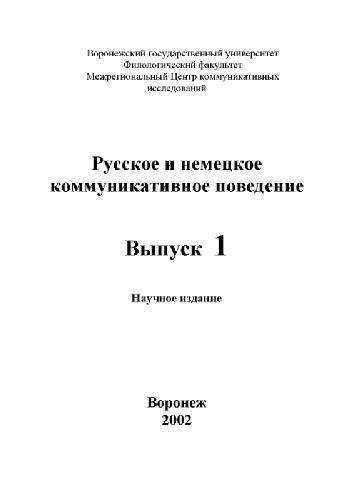 Воронежский государственный университет
Филологический факультет
Межрегиональный Центр коммуникативных
исследований
Русское и немецкое
коммуникативное поведение
Выпуск 1
Научное издание
Воронеж
2002